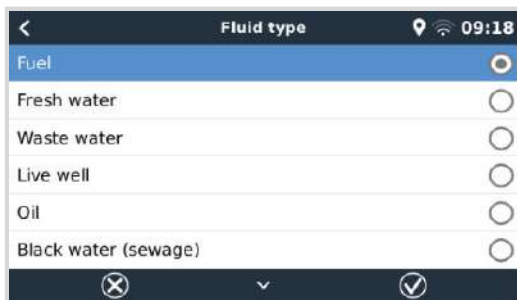 Fluid type 09:18
Fuel
Fresh water
Waste water
Live well
Oil
Black water (sewage)